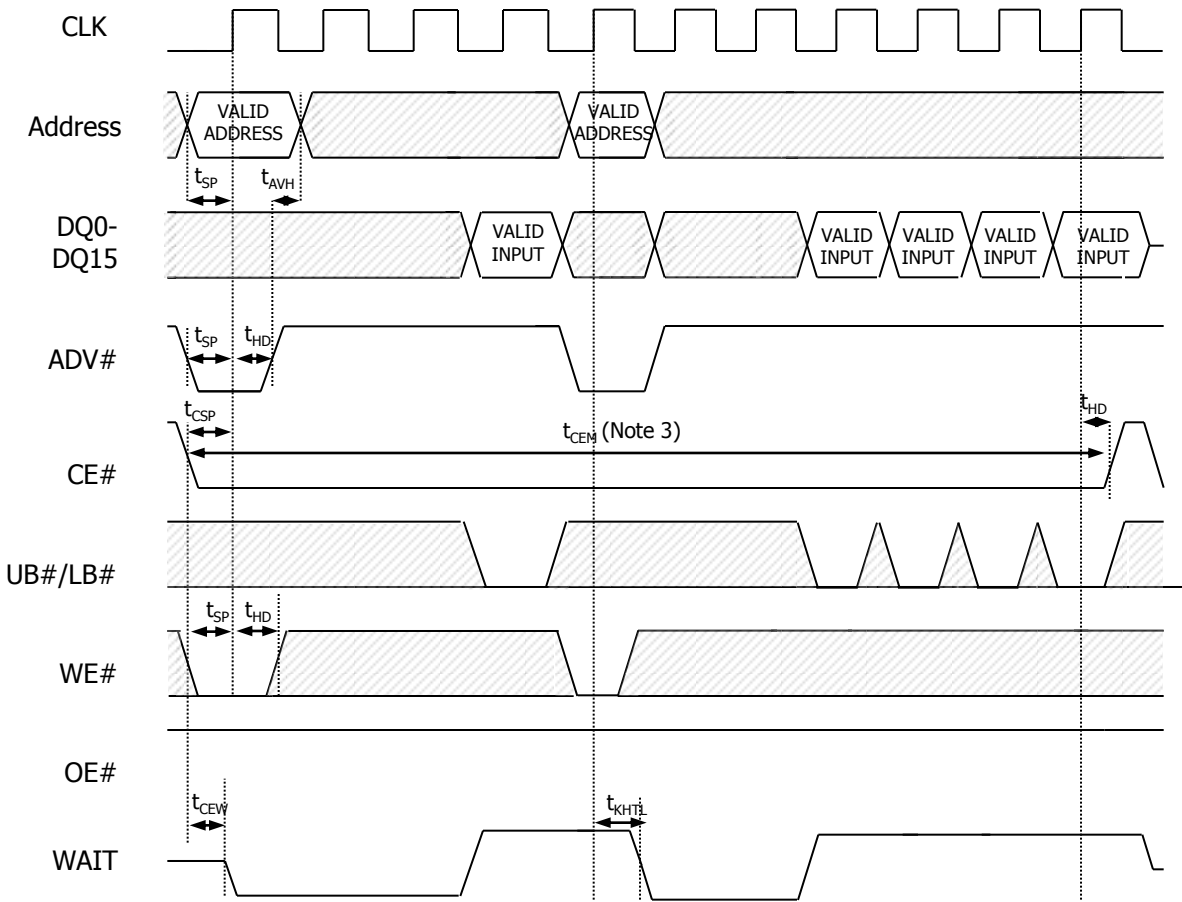 CLK
Address
VALID
ADDRESS
VALID
ADDRESS
tSP
tAVH
DQ0-
DQ15
VALID
INPUT
VALID
INPUT
VALID
INPUT
VALID
INPUT
VALID
INPUT
ADV#
tSP
tHD
CE#
tCSP
tCEM (Note 3)
tHD
UB#/LB#
WE#
tSP
tHD
OE#
WAIT
tCEW
tKHTL